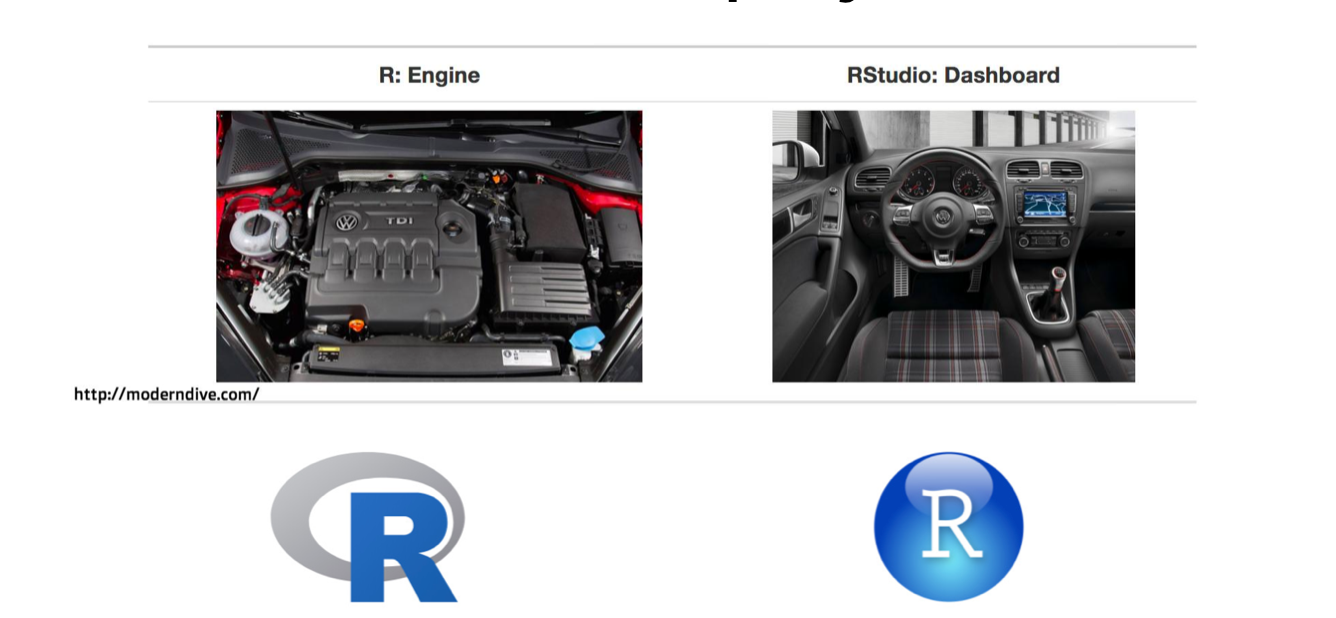 R: Engine
RStudio: Dashboard
TDI
http://moderndive.com/
R
R